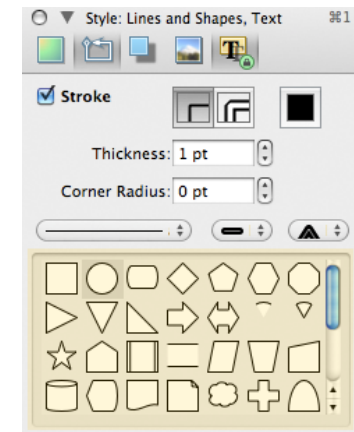 Style: Lines and Shapes, Text ⌘1
Stroke
Thickness: 1 pt
Corner Radius: 0 pt